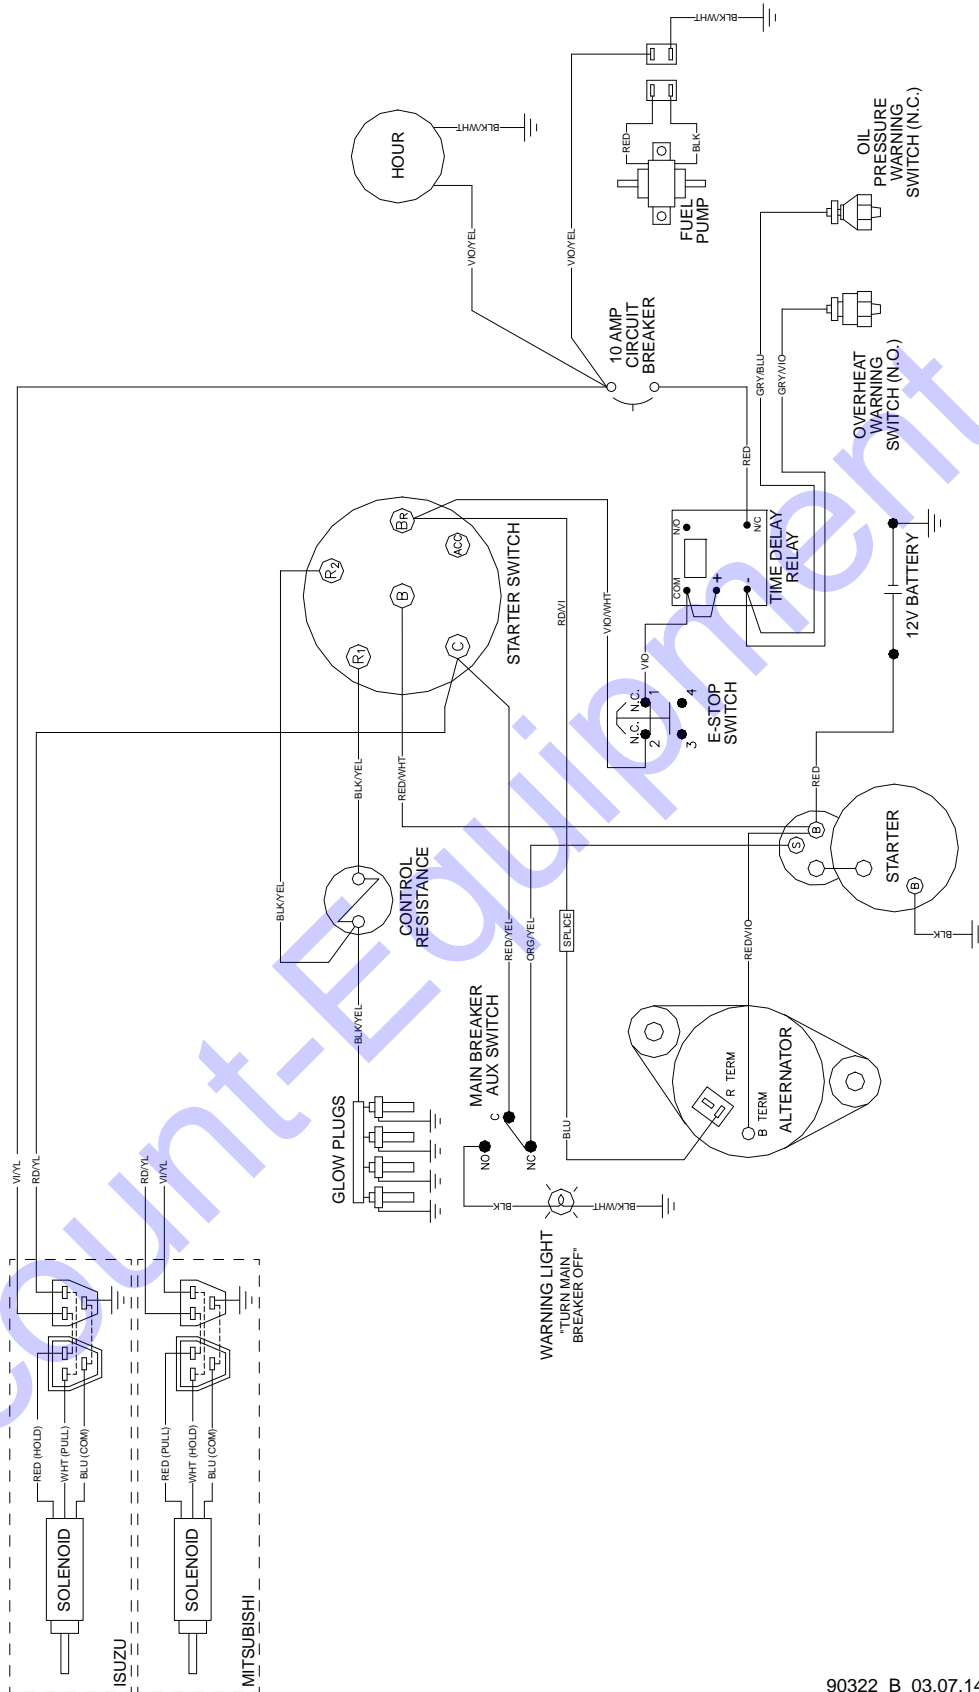 BLK/WHT
HOUR
BLK/WHT
VIO/YEL
VIO/YEL
RED
BLK
FUEL
PUMP
OIL
PRESSURE
WARNING
SWITCH (N.C.)
10 AMP
CIRCUIT
BREAKER
GRY/BLU
GRY/VIO
OVERHEAT
WARNING
SWITCH (N.O.)
RED
R2
BR
ACC
B
R1
C
STARTER SWITCH
RD/VI
VIO/WHT
COM
N/O
+
-
N/C
TIME DELAY
RELAY
12V BATTERY
VIO
N.C.
N.C.
1
2
3
4
E-STOP
SWITCH
RED
BLK/YEL
RED/WHT
BLK/YEL
CONTROL
RESISTANCE
S
B
STARTER
B
BLK
RED/YEL
ORG/YEL
SPLICE
RED/VIO
BLK/YEL
MAIN BREAKER
AUX SWITCH
C
NO
NC
BLU
R TERM
B TERM
ALTERNATOR
GLOW PLUGS
BLK
BLK/WHT
WARNING LIGHT
"TURN MAIN
BREAKER OFF"
VI/YL
RD/YL
RD/YL
VI/YL
RED (HOLD)
WHT (PULL)
BLU (COM)
SOLENOID
ISUZU
RED (PULL)
WHT (HOLD)
BLU (COM)
SOLENOID
MITSUBISHI
90322_B_03.07.14
count-Equipment